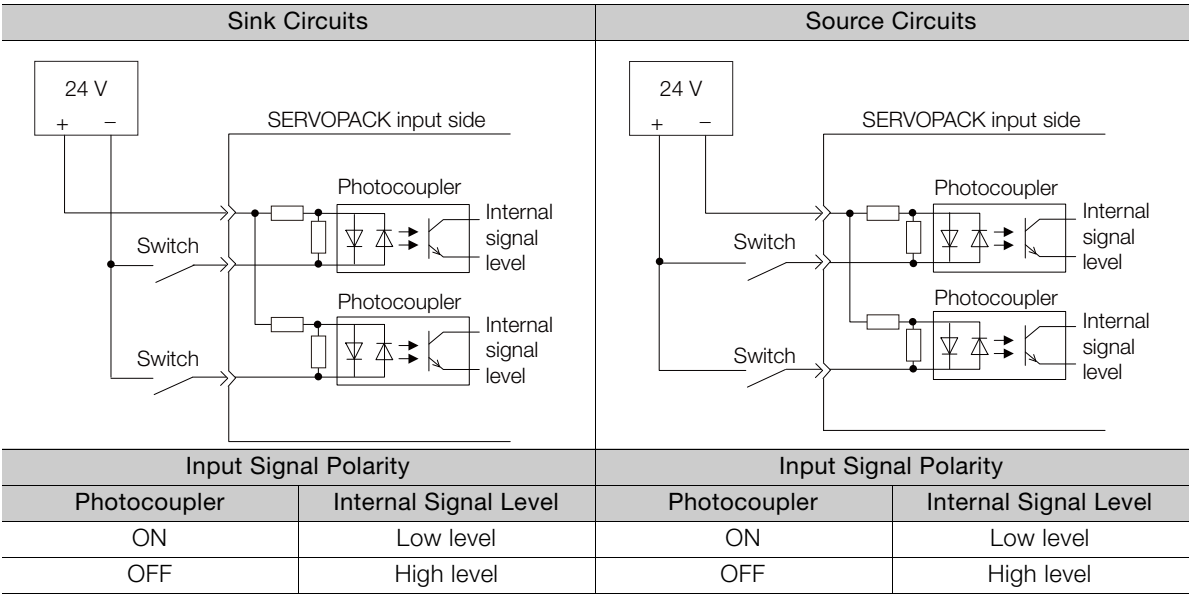 Sink Circuits
Source Circuits
24 V
+ −
SERVOPACK input side
Photocoupler
Internal
signal
level
Switch
Photocoupler
Internal
signal
level
Switch
24 V
+ −
SERVOPACK input side
Photocoupler
Internal
signal
level
Switch
Photocoupler
Internal
signal
level
Switch
Input Signal Polarity
Input Signal Polarity
Photocoupler Internal Signal Level Photocoupler Internal Signal Level
ON Low level ON Low level
OFF High level OFF High level